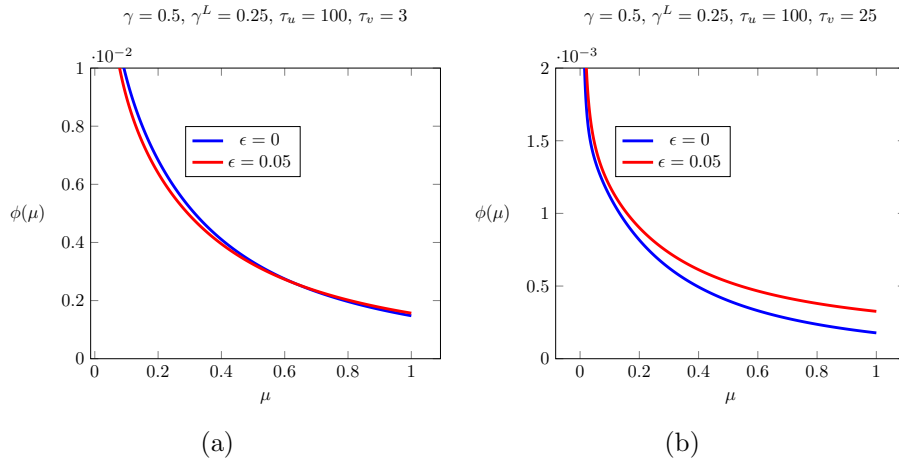 γ = 0.5, γ^L = 0.25, τ_u = 100, τ_v = 3
·10^−2
1
0.8
0.6
0.4
0.2
0
ϕ(μ)
ϵ = 0
ϵ = 0.05
0 0.2 0.4 0.6 0.8 1
μ
(a)
γ = 0.5, γ^L = 0.25, τ_u = 100, τ_v = 25
·10^−3
2
1.5
1
0.5
0
ϕ(μ)
ϵ = 0
ϵ = 0.05
0 0.2 0.4 0.6 0.8 1
μ
(b)